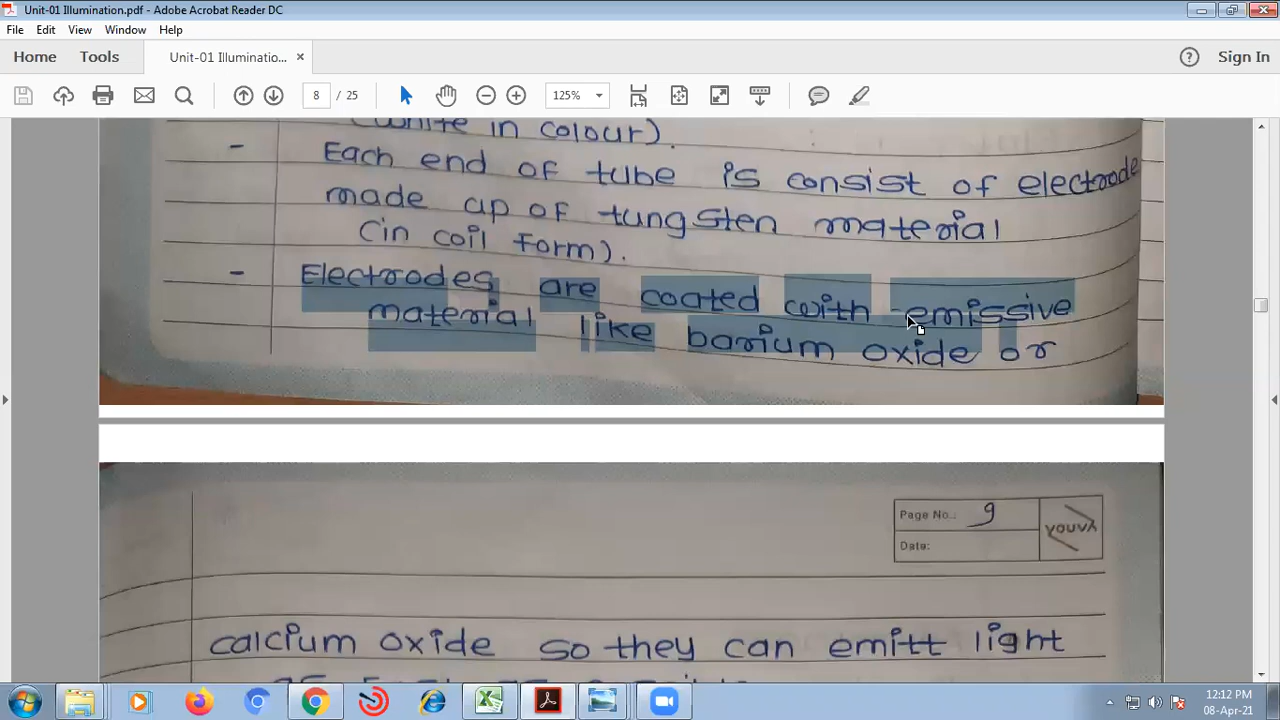 Unit-01 Illumination.pdf - Adobe Acrobat Reader DC
File Edit View Window Help
Home Tools Unit-01 Illuminatio... × Sign In
8 / 25 125%
(white in colour).
- Each end of tube is consist of electrode
made up of tungsten material
(in coil form).
- Electrodes are coated with emissive
material like barium oxide or
Page No.: 9
Date:
YOUVA
calcium oxide so they can emitt light
12:12 PM
08-Apr-21